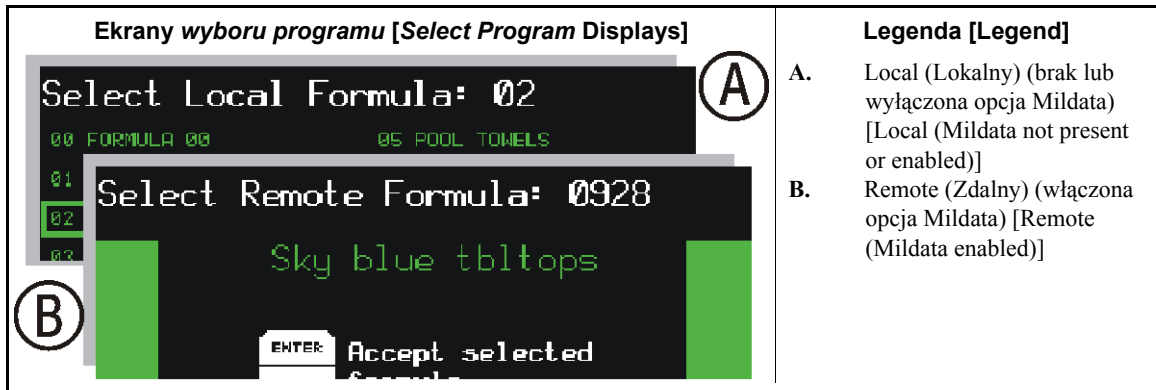 Ekrany wyboru programu [Select Program Displays]
Legenda [Legend]
A
Select Local Formula: 02
00 FORMULA 00 05 POOL TOWELS
01
02
03
B
Select Remote Formula: 0928
Sky blue tbltops
ENTER Accept selected
formula
A. Local (Lokalny) (brak lub
wyłączona opcja Mildata)
[Local (Mildata not present
or enabled)]
B. Remote (Zdalny) (włączona
opcja Mildata) [Remote
(Mildata enabled)]